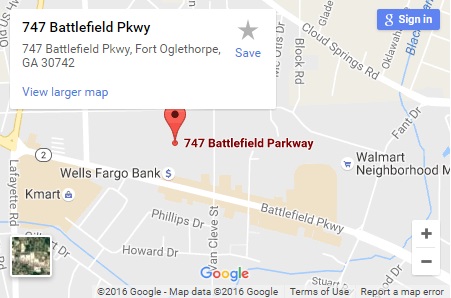 747 Battlefield Pkwy
747 Battlefield Pkwy, Fort Oglethorpe,
GA 30742
Save
View larger map
Sign in
Cloud Springs Rd
Block Rd
Fant Dr
747 Battlefield Parkway
2
Wells Fargo Bank
Walmart
Neighborhood M
Kmart
Lafayette Rd
Phillips Dr
Battlefield Pkwy
Van Cleve St
Howard Dr
Google
©2016 Google - Map data ©2016 Google
Terms of Use
Report a map error